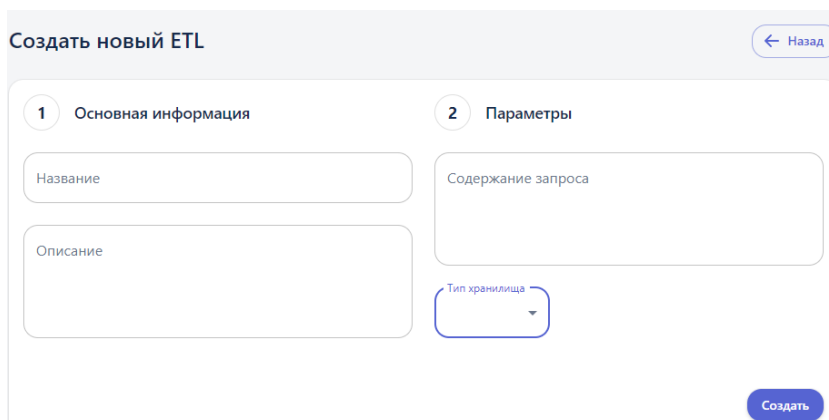 Создать новый ETL
Назад
1 Основная информация
2 Параметры
Название
Содержание запроса
Описание
Тип хранилища
Создать